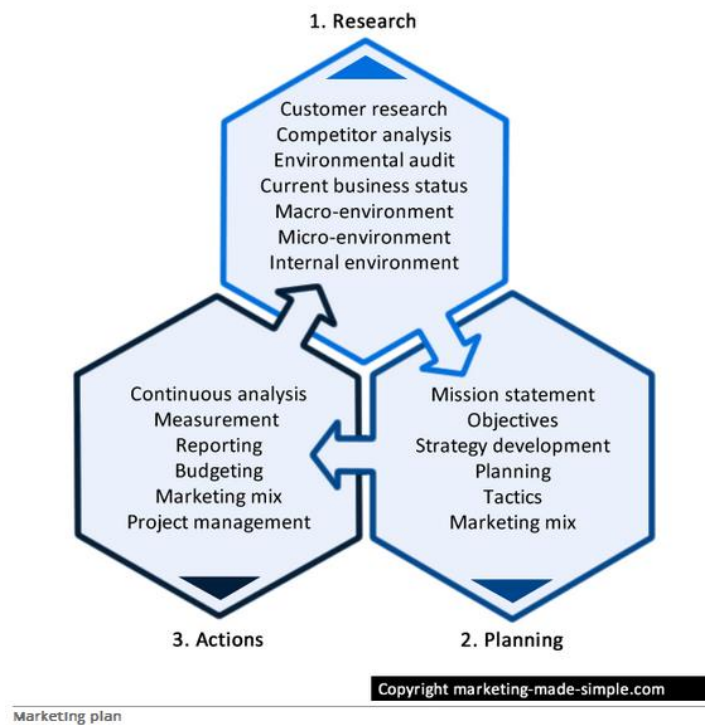 1. Research
Customer research
Competitor analysis
Environmental audit
Current business status
Macro-environment
Micro-environment
Internal environment
Continuous analysis
Measurement
Reporting
Budgeting
Marketing mix
Project management
3. Actions
Mission statement
Objectives
Strategy development
Planning
Tactics
Marketing mix
2. Planning
Copyright marketing-made-simple.com
Marketing plan